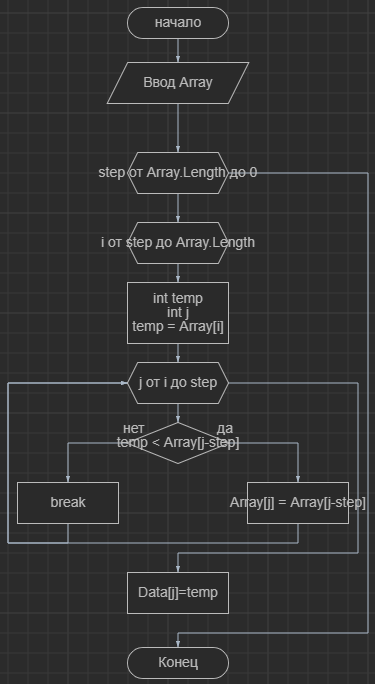 начало
Ввод Array
step от Array.Length до 0
i от step до Array.Length
int temp
int j
temp = Array[i]
j от i до step
нет
да
temp < Array[j-step]
break
Array[j] = Array[j-step]
Data[j]=temp
Конец